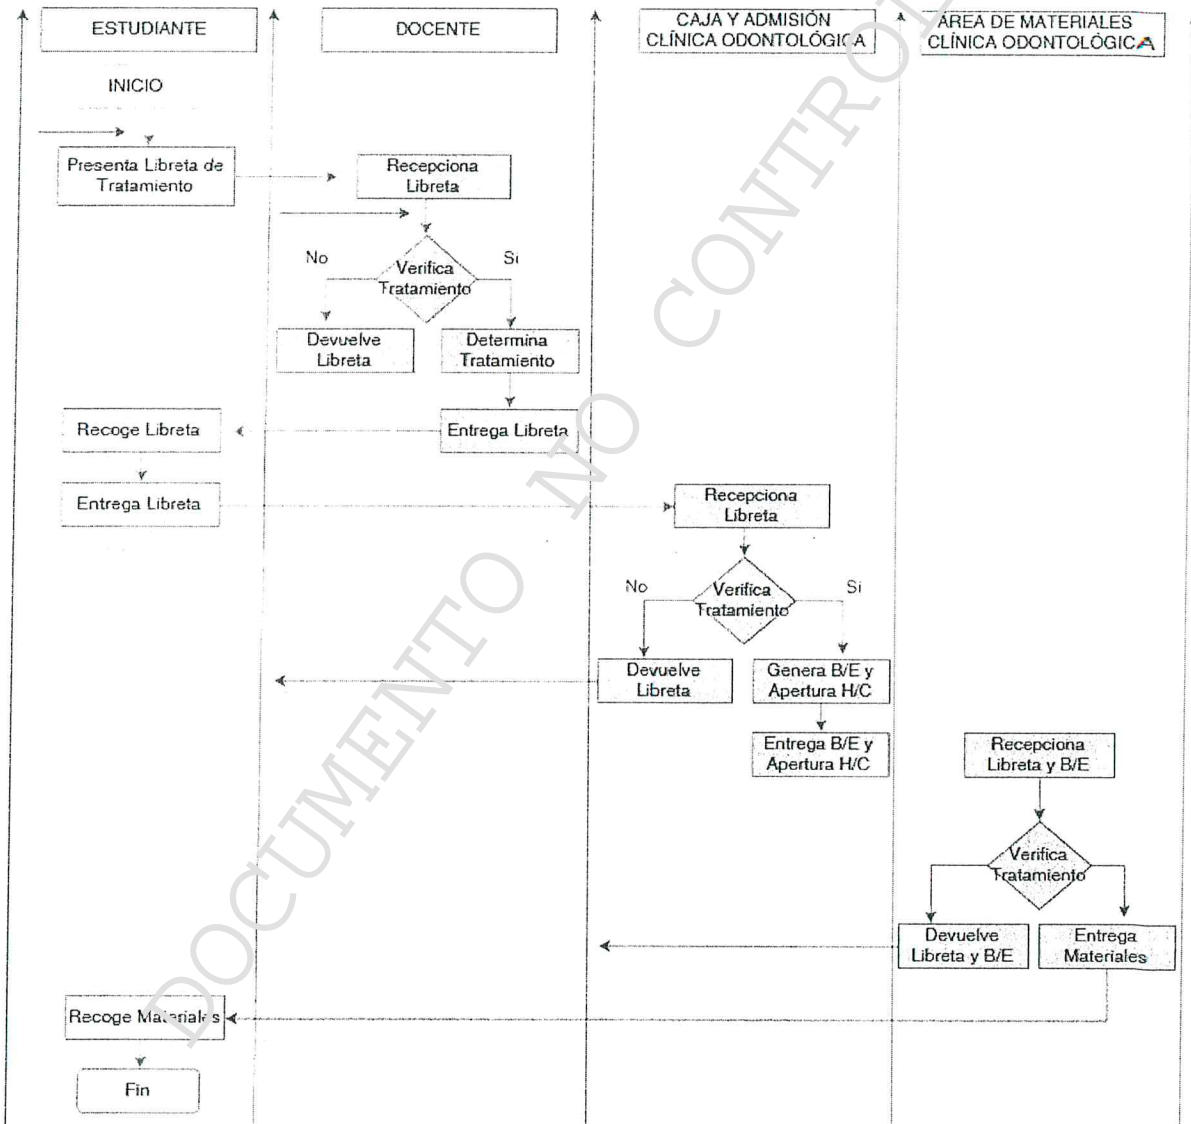 ESTUDIANTE
DOCENTE
CAJA Y ADMISIÓN
CLÍNICA ODONTOLÓGICA
ÁREA DE MATERIALES
CLÍNICA ODONTOLÓGICA
INICIO
Presenta Libreta de
Tratamiento
Recepciona
Libreta
No
Si
Verifica
Tratamiento
Devuelve
Libreta
Determina
Tratamiento
Recoge Libreta
Entrega Libreta
Entrega Libreta
Recepciona
Libreta
No
Si
Verifica
Tratamiento
Devuelve
Libreta
Genera B/E y
Apertura H/C
Entrega B/E y
Apertura H/C
Recepciona
Libreta y B/E
Verifica
Tratamiento
Devuelve
Libreta y B/E
Entrega
Materiales
Recoge Materiales
Fin
DOCUMENTO NO CONTROL